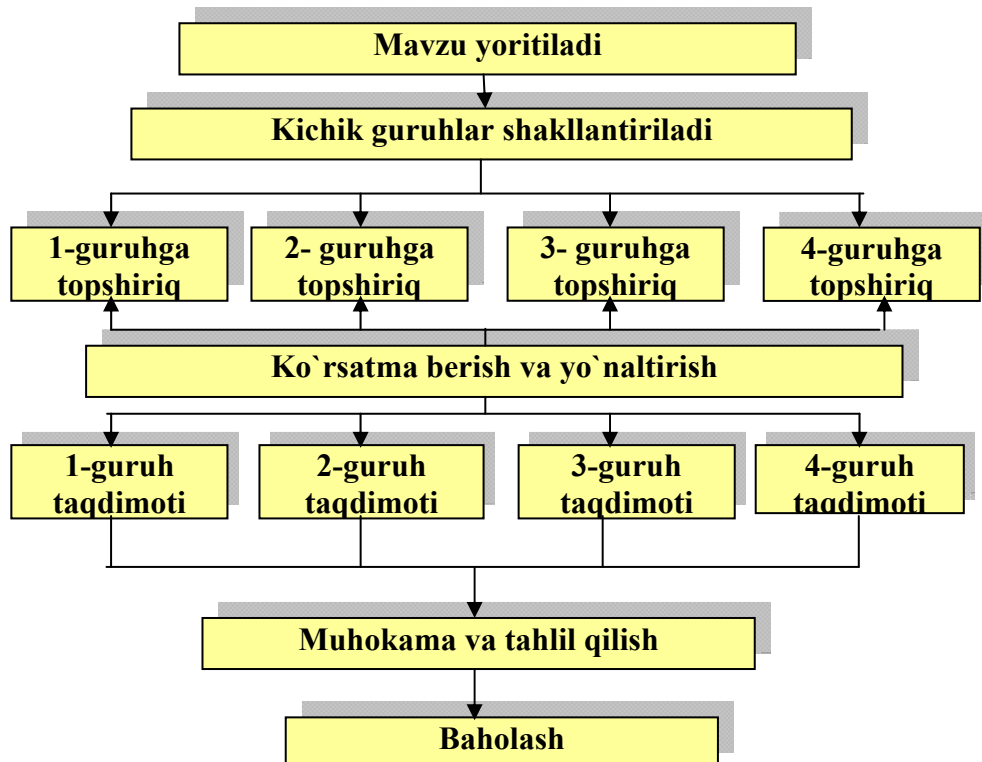 Mavzu yoritiladi
Kichik guruhlar shakllantiriladi
1-guruhga
topshiriq
2- guruhga
topshiriq
3- guruhga
topshiriq
4-guruhga
topshiriq
Ko`rsatma berish va yo`naltirish
1-guruh
taqdimoti
2-guruh
taqdimoti
3-guruh
taqdimoti
4-guruh
taqdimoti
Muhokama va tahlil qilish
Baholash